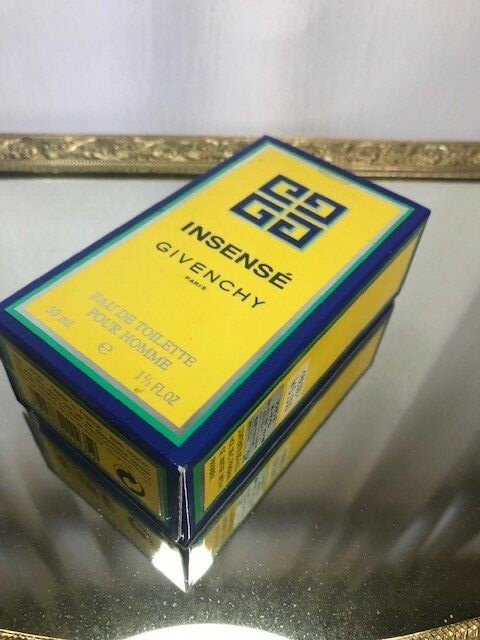 INSENSÉ
GIVENCHY
PARIS
EAU DE TOILETTE
POUR HOMME
50 ml
e
1⅔ FL.OZ